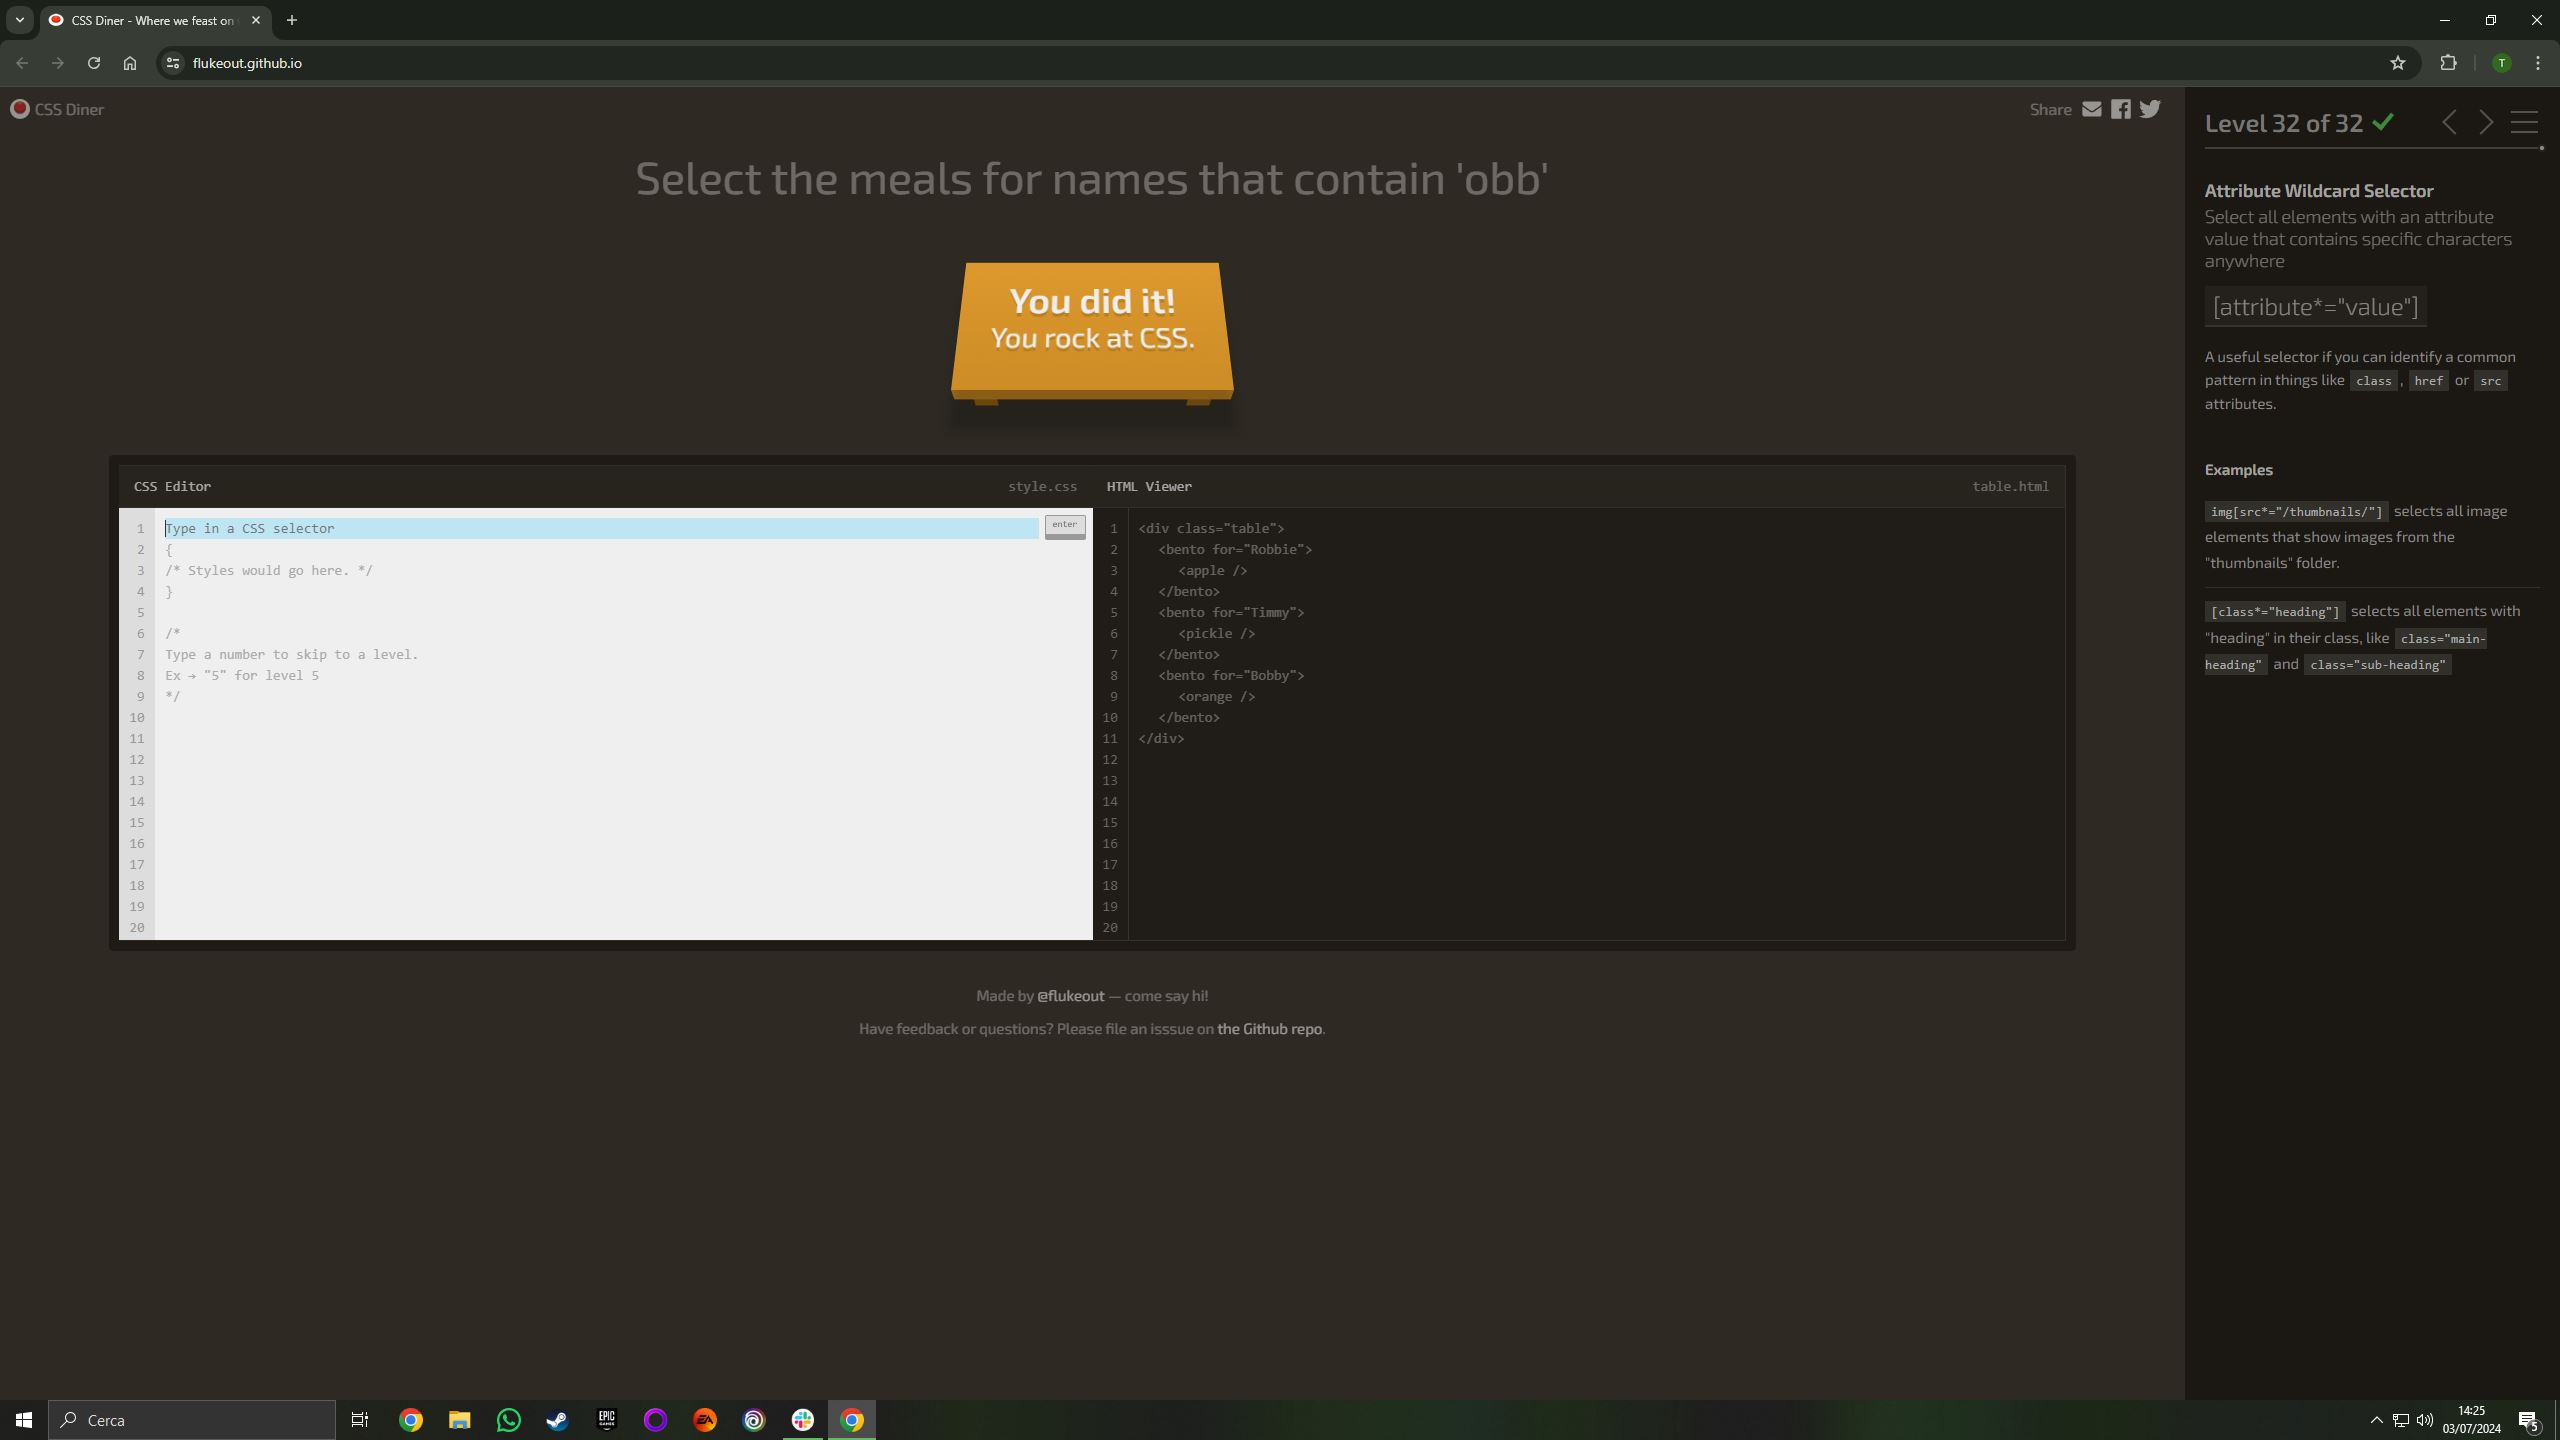 CSS Diner - Where we feast on
flukeout.github.io
T
CSS Diner
Share
Select the meals for names that contain 'obb'
You did it!
You rock at CSS.
CSS Editor
style.css
1 Type in a CSS selector
enter
2 {
3 /* Styles would go here. */
4 }
5
6 /*
7 Type a number to skip to a level.
8 Ex → "5" for level 5
9 */
10
11
12
13
14
15
16
17
18
19
20
HTML Viewer
table.html
1 <div class="table">
2 <bento for="Robbie">
3 <apple />
4 </bento>
5 <bento for="Timmy">
6 <pickle />
7 </bento>
8 <bento for="Bobby">
9 <orange />
10 </bento>
11 </div>
12
13
14
15
16
17
18
19
20
Made by @flukeout — come say hi!
Have feedback or questions? Please file an isssue on the Github repo.
Level 32 of 32
Attribute Wildcard Selector
Select all elements with an attribute
value that contains specific characters
anywhere
[attribute*="value"]
A useful selector if you can identify a common
pattern in things like class , href or src
attributes.
Examples
img[src*="/thumbnails/"] selects all image
elements that show images from the
"thumbnails" folder.
[class*="heading"] selects all elements with
"heading" in their class, like class="main-
heading" and class="sub-heading"
Cerca
EPIC
GAMES
EA
14:25
03/07/2024
5